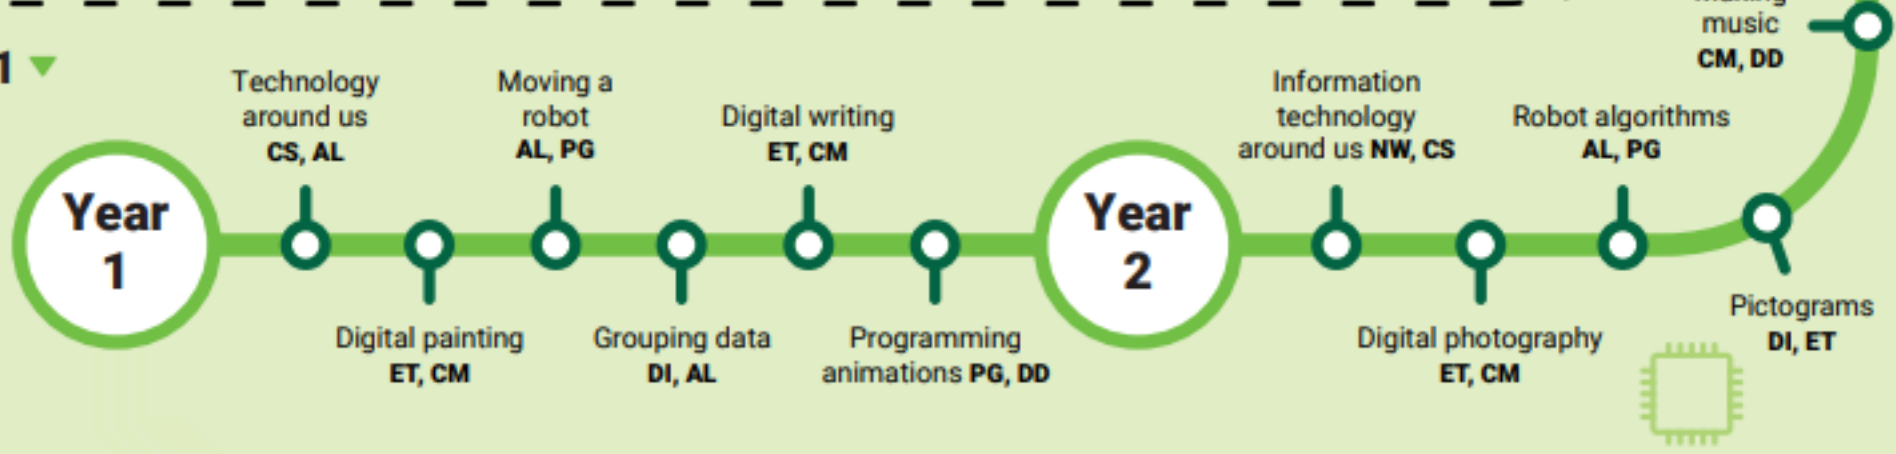 1
Year
1
Technology
around us
CS, AL
Digital painting
ET, CM
Moving a
robot
AL, PG
Grouping data
DI, AL
Digital writing
ET, CM
Programming
animations PG, DD
Year
2
Information
technology
around us NW, CS
Digital photography
ET, CM
Robot algorithms
AL, PG
Pictograms
DI, ET
music
CM, DD